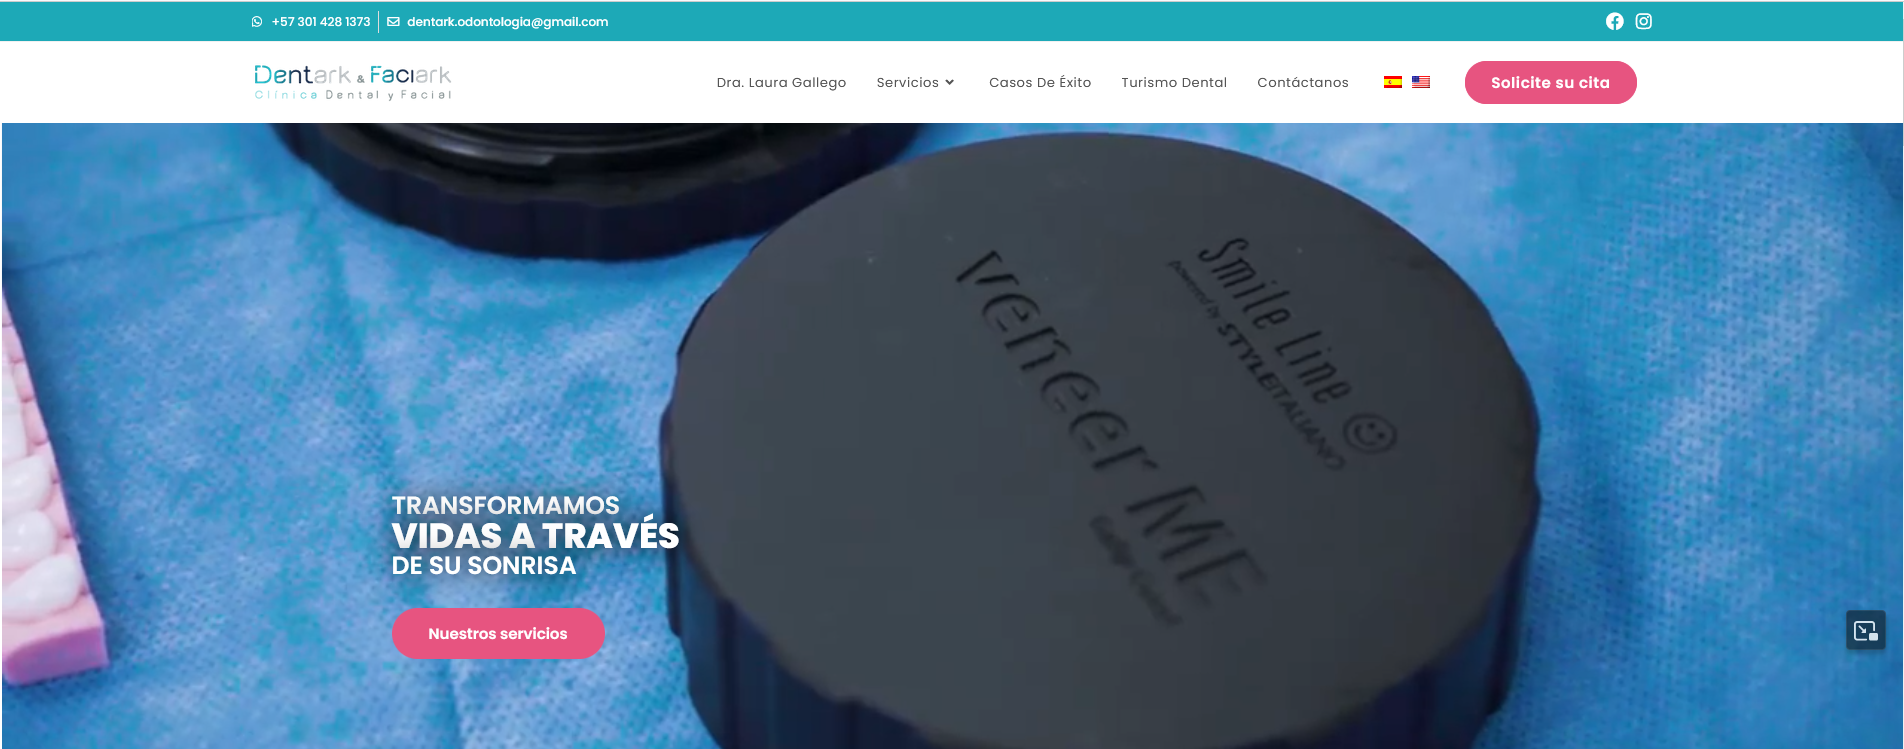 +57 301 428 1373
dentark.odontologia@gmail.com
Dentark & Faciark
Clínica Dental y Facial
Dra. Laura Gallego
Servicios
Casos De Éxito
Turismo Dental
Contáctanos
Solicite su cita
Smile Line
powered by STYLEITALIANO
veneer ME
TRANSFORMAMOS
VIDAS A TRAVÉS
DE SU SONRISA
Nuestros servicios